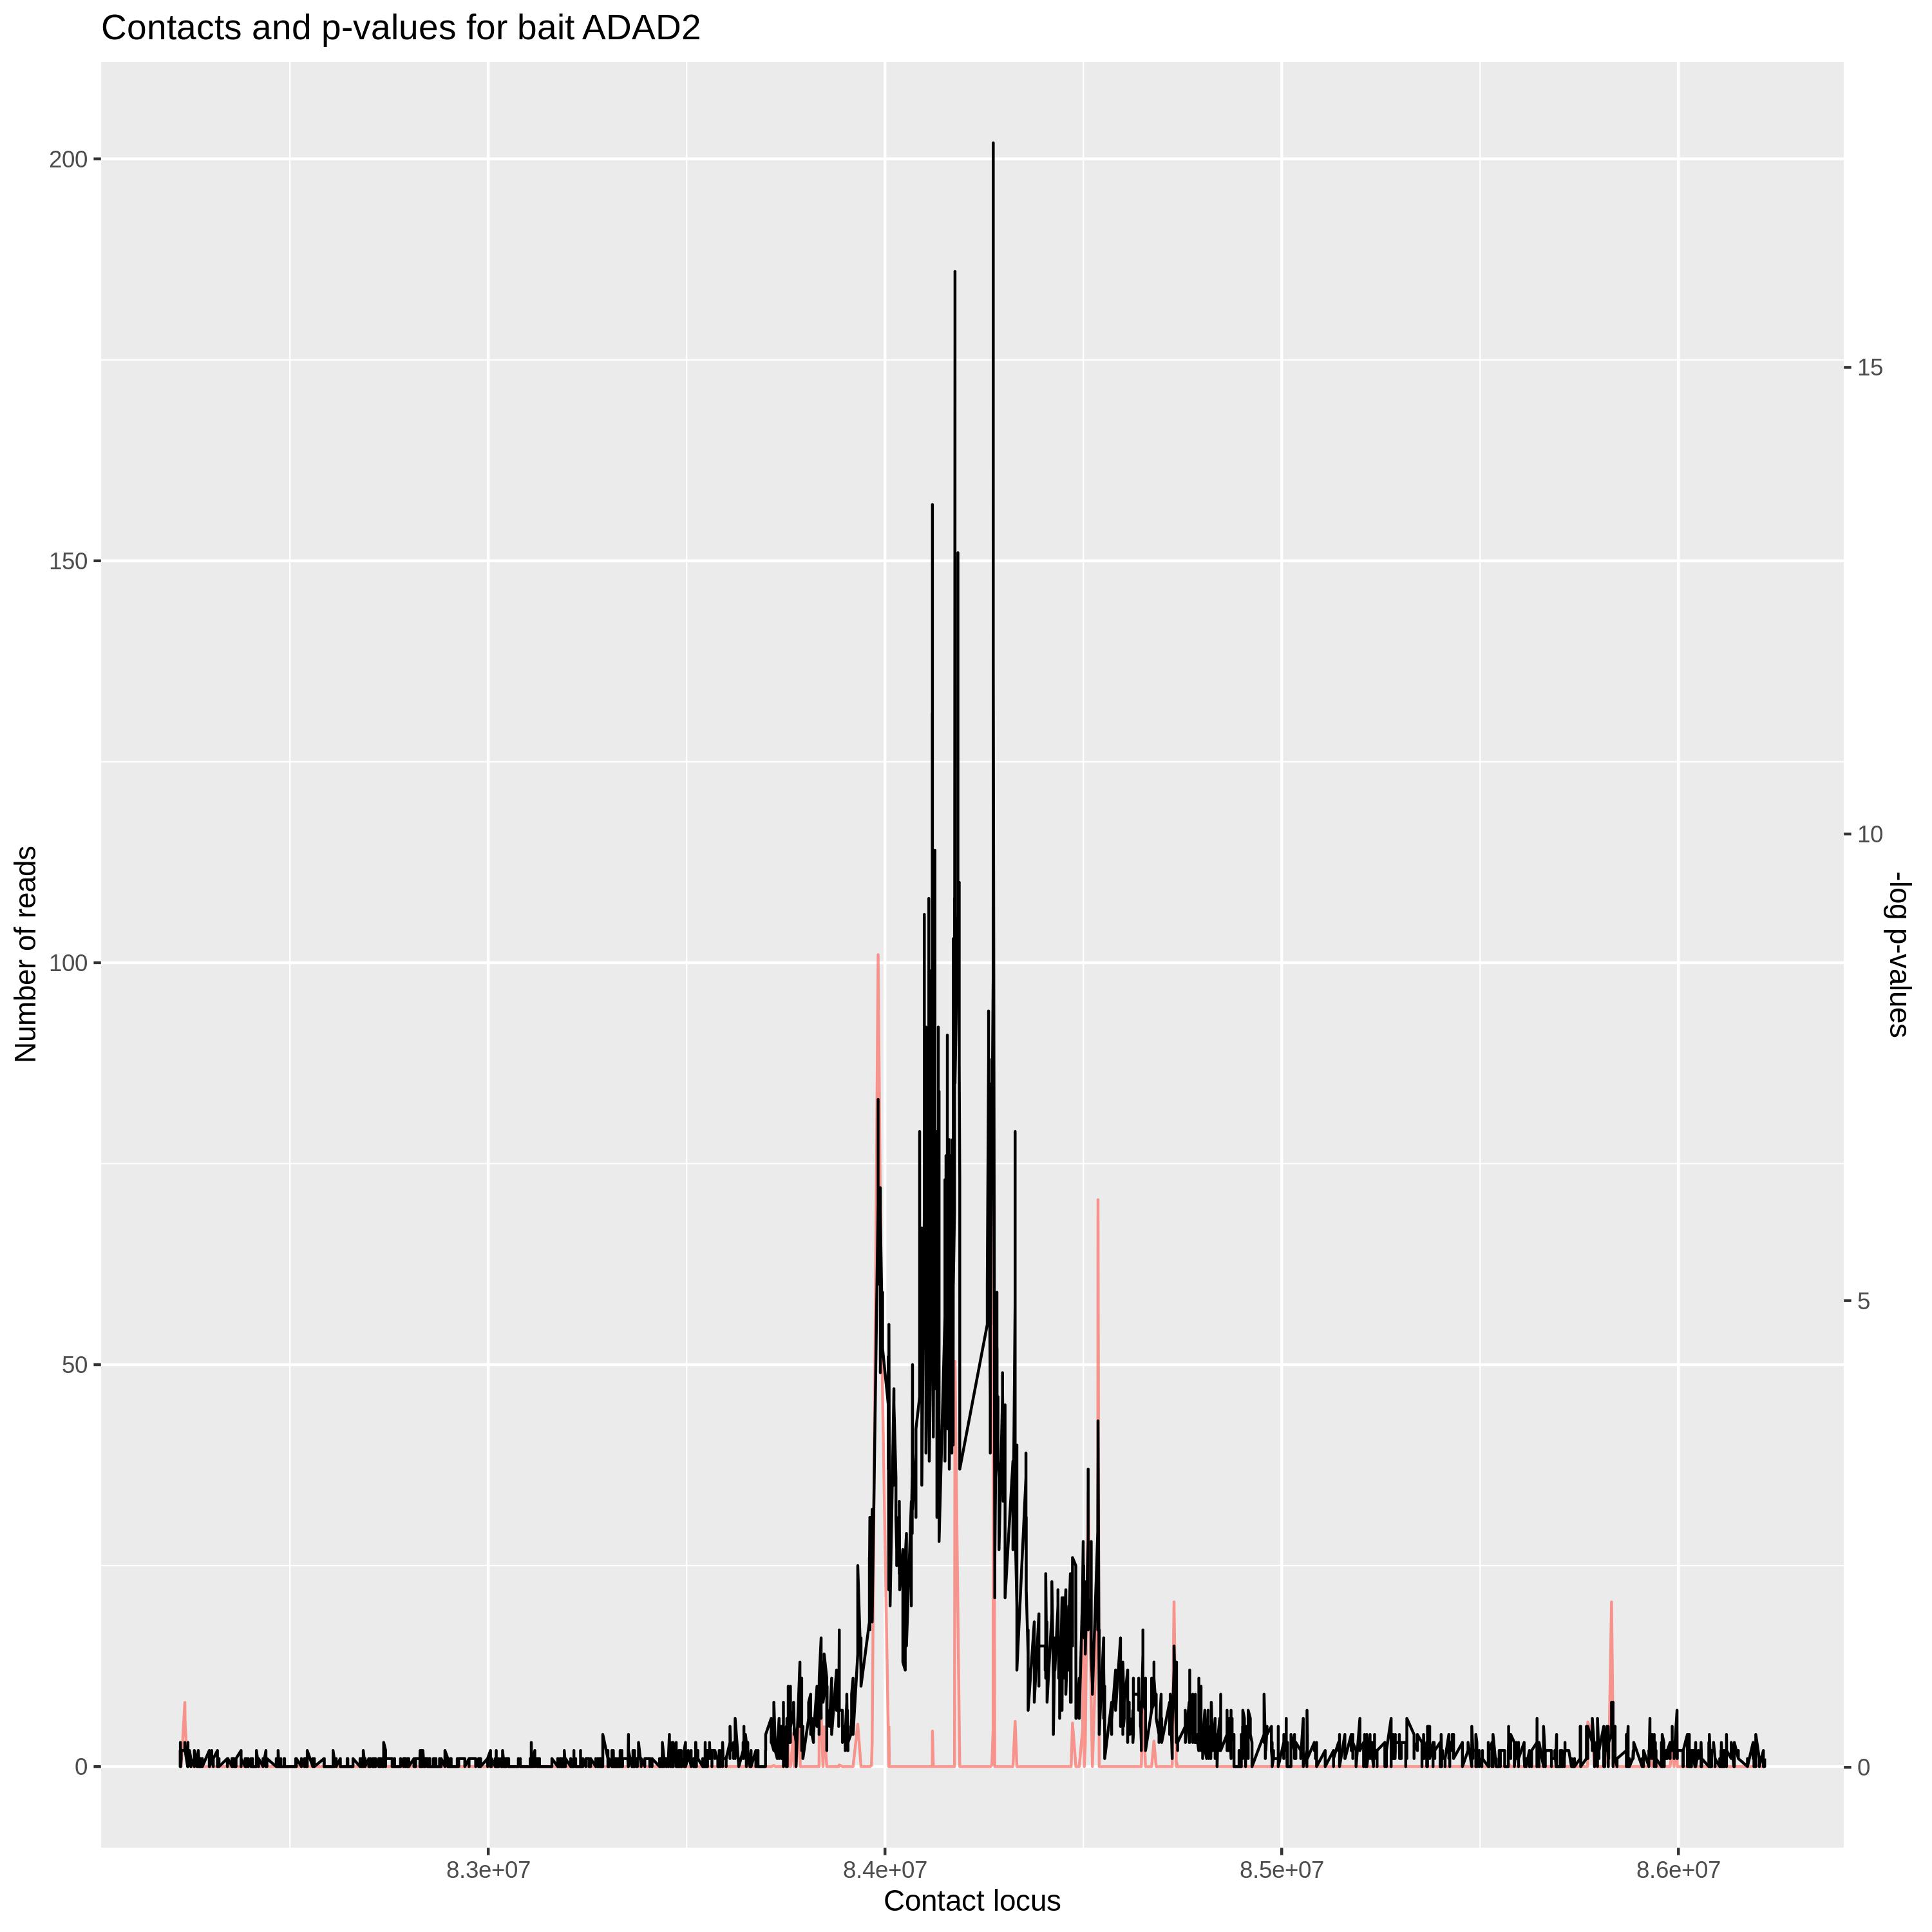 Contacts and p-values for bait ADAD2
200
150
100
50
0
Number of reads
15
10
5
0
-log p-values
8.3e+07
8.4e+07
8.5e+07
8.6e+07
Contact locus